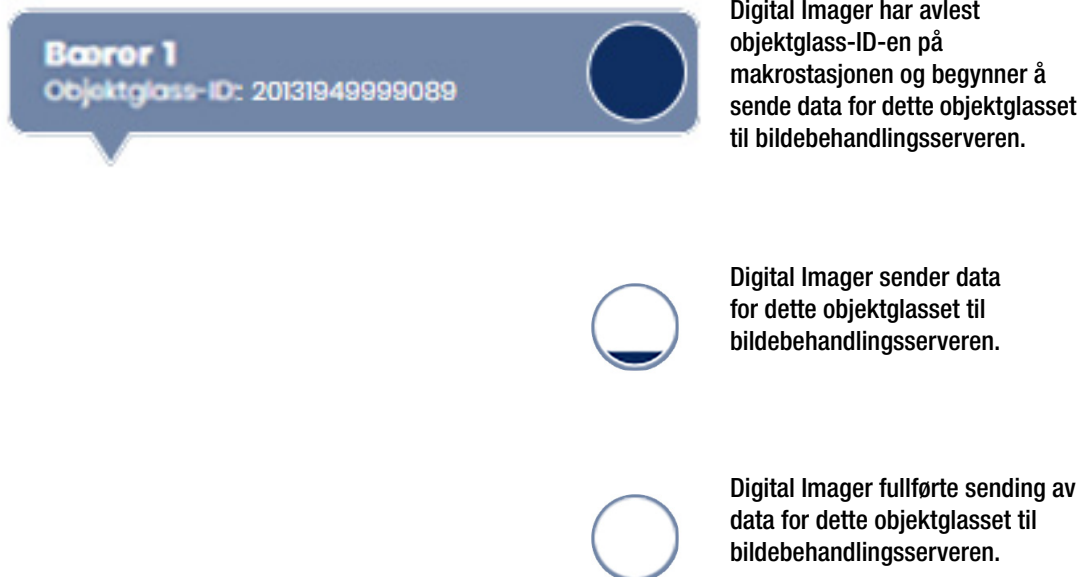 Bærer 1
Objektglass-ID: 20131949999089
Digital Imager har avlest
objektglass-ID-en på
makrostasjonen og begynner å
sende data for dette objektglasset
til bildebehandlingsserveren.
Digital Imager sender data
for dette objektglasset til
bildebehandlingsserveren.
Digital Imager fullførte sending av
data for dette objektglasset til
bildebehandlingsserveren.